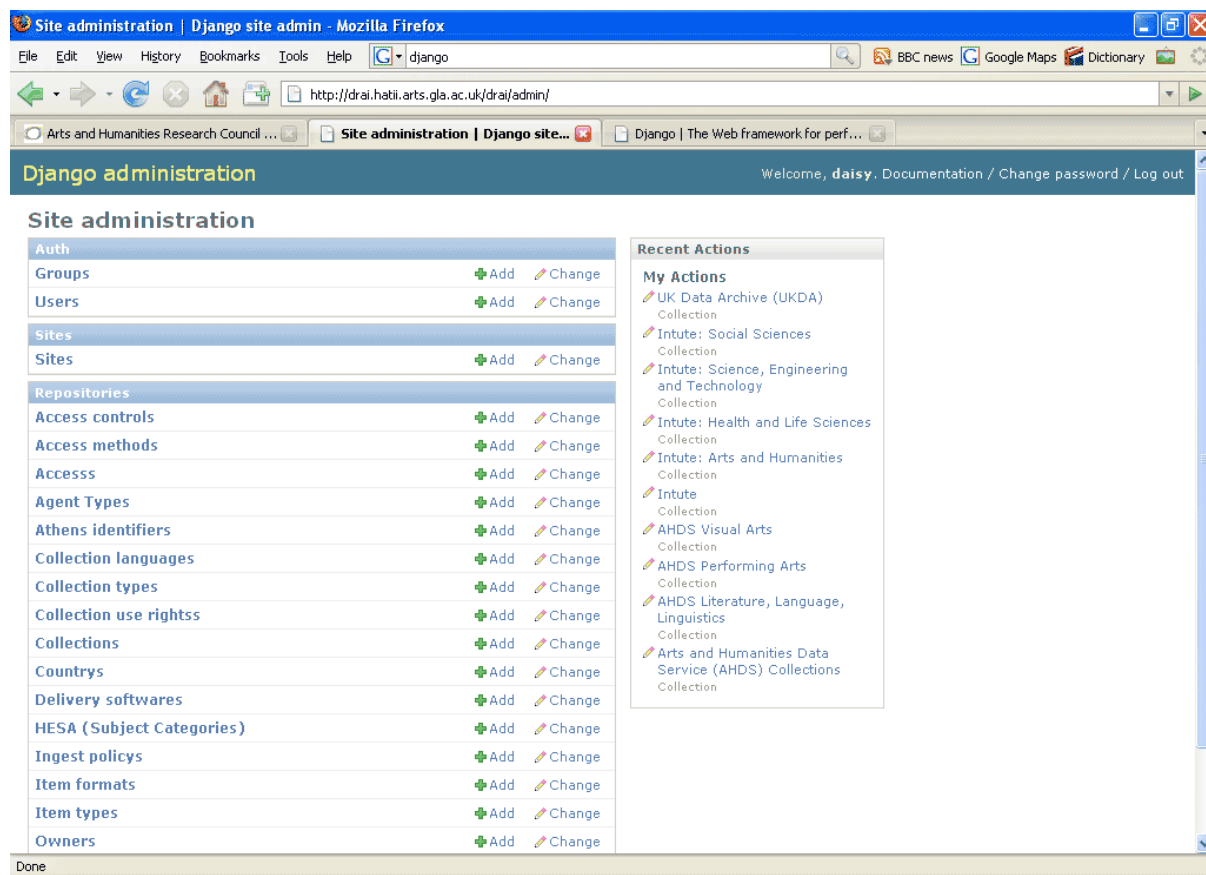 Site administration | Django site admin - Mozilla Firefox
File Edit View History Bookmarks Tools Help G django BBC news G Google Maps Dictionary
http://drai.hatii.arts.gla.ac.uk/drai/admin/
Arts and Humanities Research Council ... Site administration | Django site... Django | The Web framework for perf...
Django administration
Welcome, daisy. Documentation / Change password / Log out
Site administration
Auth
Groups Add Change
Users Add Change
Sites
Sites Add Change
Repositories
Access controls Add Change
Access methods Add Change
Accesss Add Change
Agent Types Add Change
Athens identifiers Add Change
Collection languages Add Change
Collection types Add Change
Collection use rightss Add Change
Collections Add Change
Countrys Add Change
Delivery softwares Add Change
HESA (Subject Categories) Add Change
Ingest policys Add Change
Item formats Add Change
Item types Add Change
Owners Add Change
Recent Actions
My Actions
UK Data Archive (UKDA)
Collection
Intute: Social Sciences
Collection
Intute: Science, Engineering
and Technology
Collection
Intute: Health and Life Sciences
Collection
Intute: Arts and Humanities
Collection
Intute
Collection
AHDS Visual Arts
Collection
AHDS Performing Arts
Collection
AHDS Literature, Language,
Linguistics
Collection
Arts and Humanities Data
Service (AHDS) Collections
Collection
Done